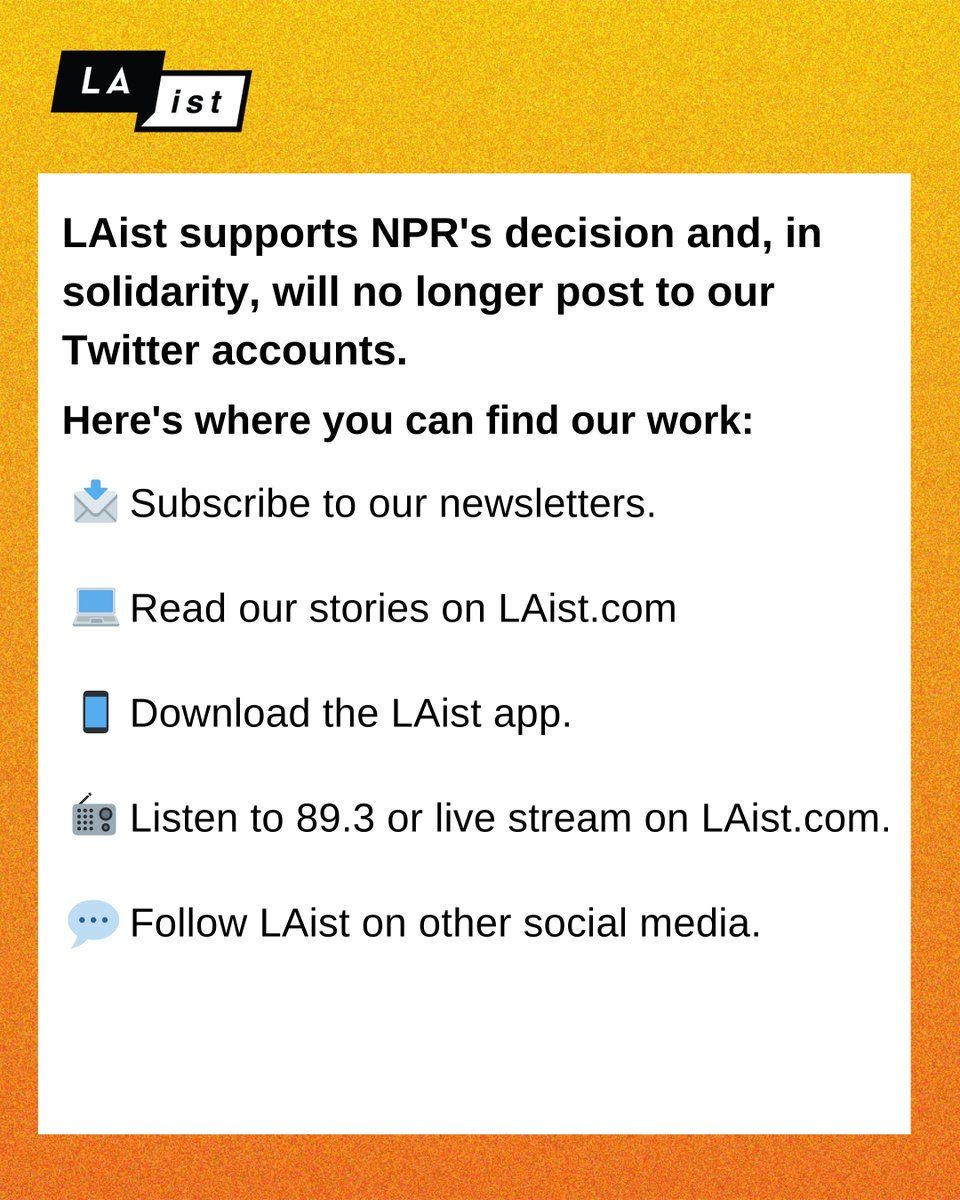 LA
ist
LAist supports NPR's decision and, in
solidarity, will no longer post to our
Twitter accounts.
Here's where you can find our work:
Subscribe to our newsletters.
Read our stories on LAist.com
Download the LAist app.
Listen to 89.3 or live stream on LAist.com.
Follow LAist on other social media.